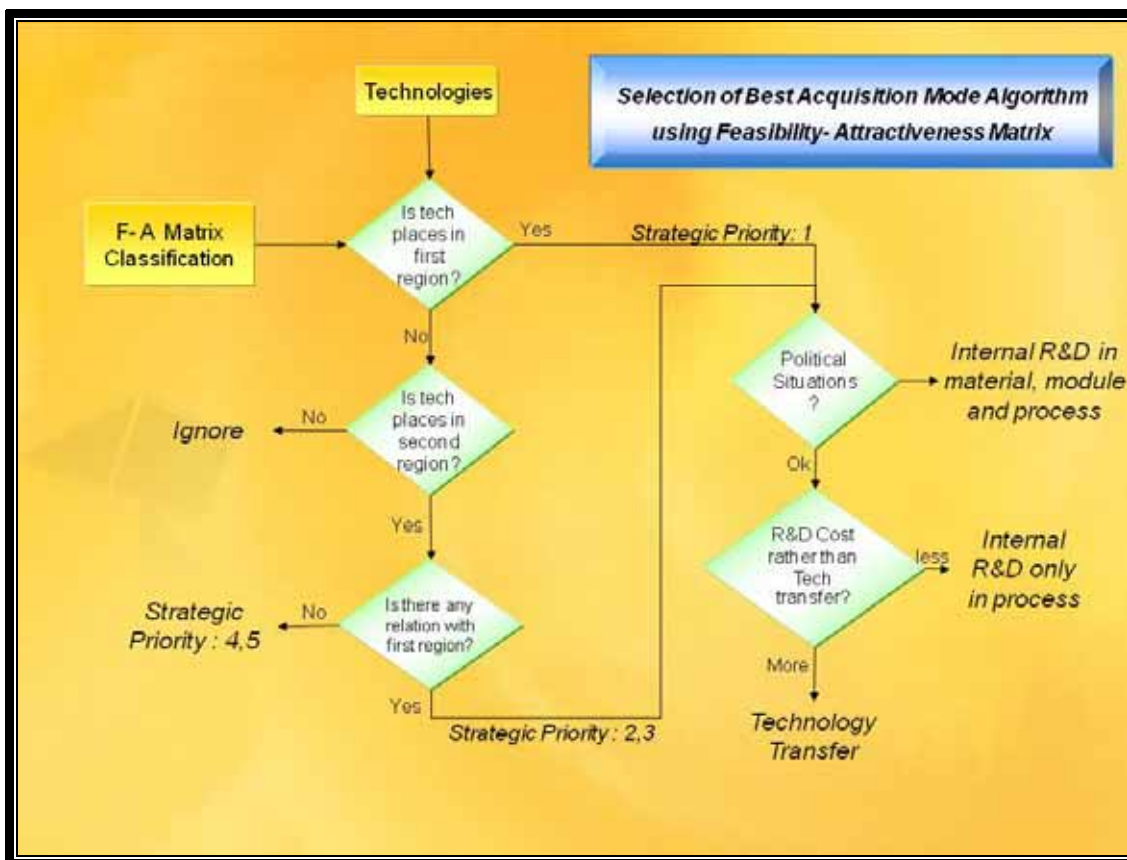 Technologies
Selection of Best Acquisition Mode Algorithm
using Feasibility- Attractiveness Matrix
F- A Matrix
Classification
Is tech
places in
first
region?
Yes
Strategic Priority: 1
No
Political
Situations
?
Internal R&D in
material, module
and process
Is tech
places in
second
region?
No
Ignore
Ok
Yes
R&D Cost
rather than
Tech
transfer?
less
Internal
R&D only
in process
Is there any
relation with
first region?
No
Strategic
Priority : 4,5
More
Yes
Strategic Priority : 2,3
Technology
Transfer